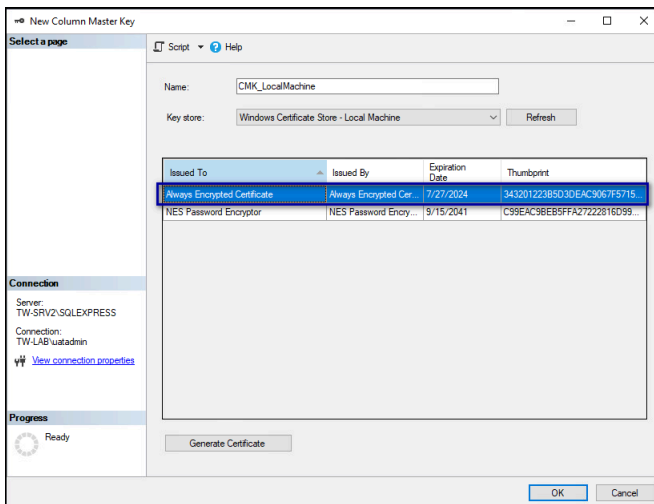 New Column Master Key
Select a page
Script
Help
Name:
CMK_LocalMachine
Key store:
Windows Certificate Store - Local Machine
Refresh
Issued To
Issued By
Expiration
Date
Thumbprint
Always Encrypted Certificate
Always Encrypted Cer...
7/27/2024
343201223B5D3DEAC9067F5715...
NES Password Encryptor
NES Password Encry...
9/15/2041
C99EAC9BEB5FFA27222816D99...
Connection
Server:
TW-SRV2\SQLEXPRESS
Connection:
TW-LAB\uatadmin
View connection properties
Progress
Ready
Generate Certificate
OK
Cancel